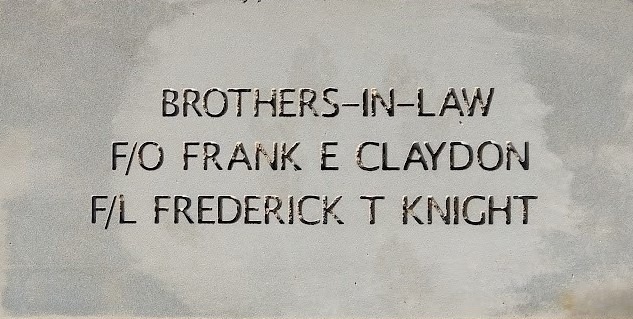 BROTHERS-IN-LAW
F/O FRANK E CLAYDON
F/L FREDERICK T KNIGHT